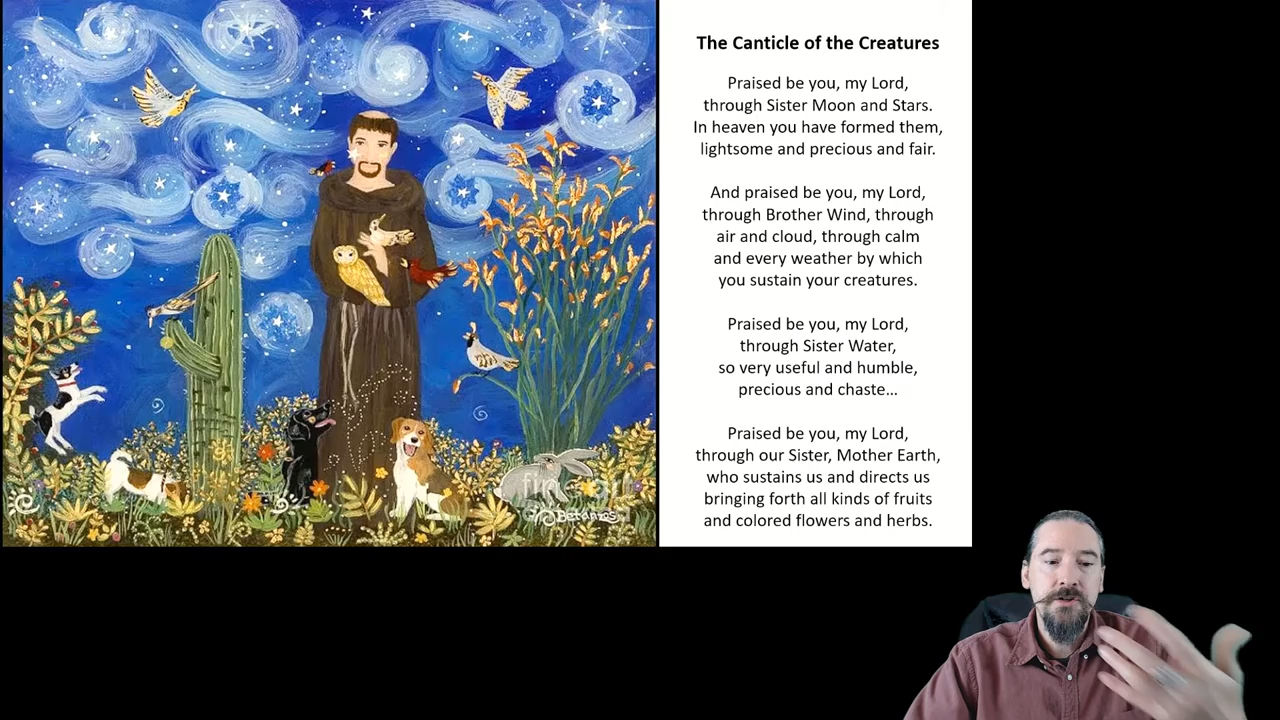 The Canticle of the Creatures
Praised be you, my Lord,
through Sister Moon and Stars.
In heaven you have formed them,
lightsome and precious and fair.
And praised be you, my Lord,
through Brother Wind, through
air and cloud, through calm
and every weather by which
you sustain your creatures.
Praised be you, my Lord,
through Sister Water,
so very useful and humble,
precious and chaste…
Praised be you, my Lord,
through our Sister, Mother Earth,
who sustains us and directs us
bringing forth all kinds of fruits
and colored flowers and herbs.
fine art
Betanzos